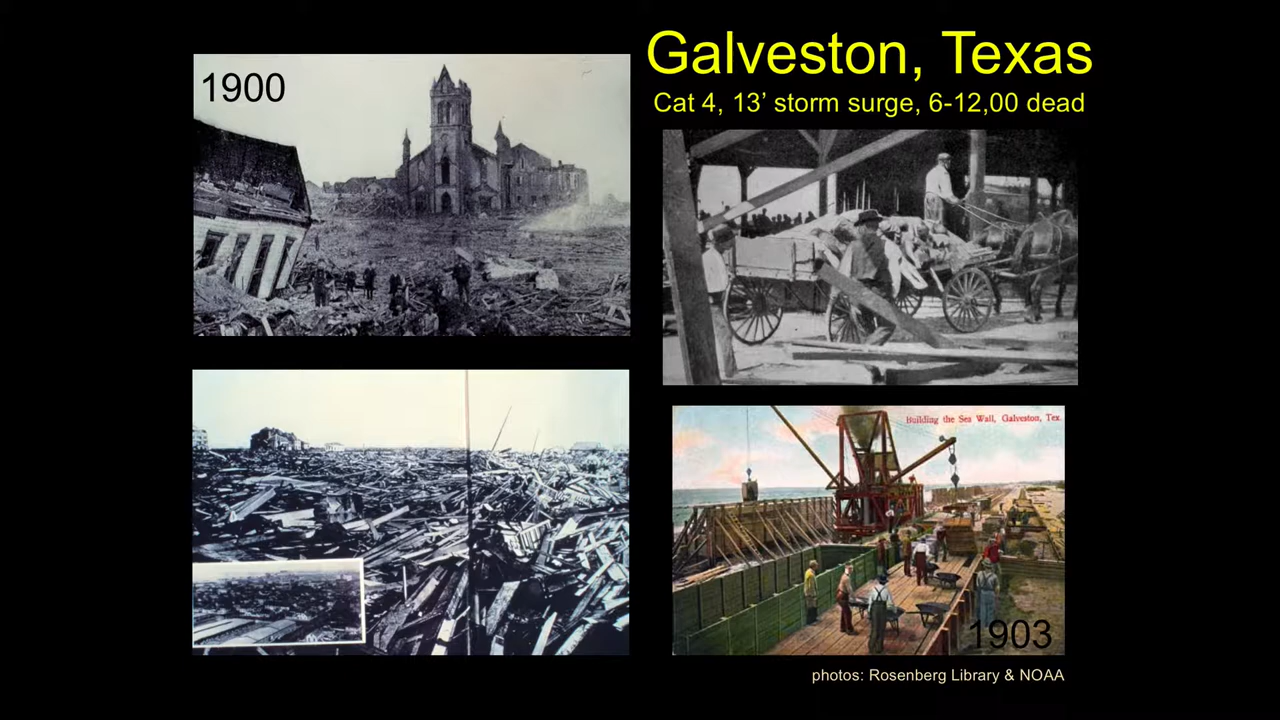 Galveston, Texas
Cat 4, 13’ storm surge, 6-12,00 dead
1900
Building the Sea Wall, Galveston, Tex.
1903
photos: Rosenberg Library & NOAA